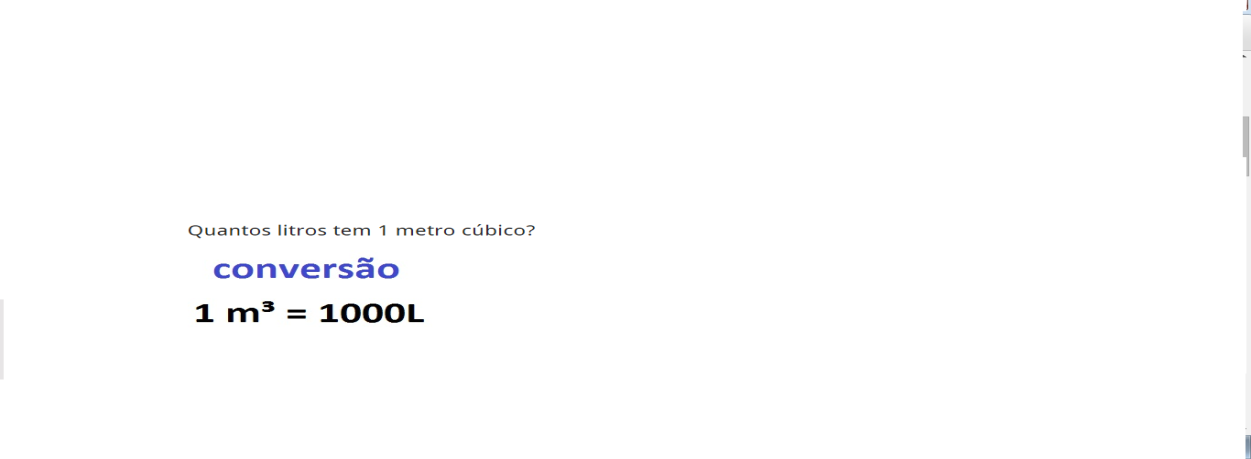 Quantos litros tem 1 metro cúbico?
conversão
1 m³ = 1000L